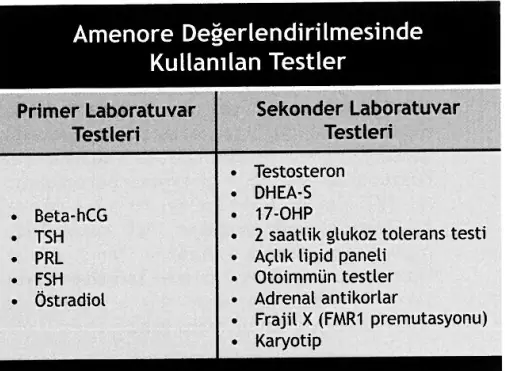 Amenore Değerlendirilmesinde
Kullanılan Testler
Primer Laboratuvar
Testleri
• Beta-hCG
• TSH
• PRL
• FSH
• Östradiol
Sekonder Laboratuvar
Testleri
• Testosteron
• DHEA-S
• 17-OHP
• 2 saatlik glukoz tolerans testi
• Açlık lipid paneli
• Otoimmün testler
• Adrenal antikorlar
• Frajil X (FMR1 premutasyonu)
• Karyotip